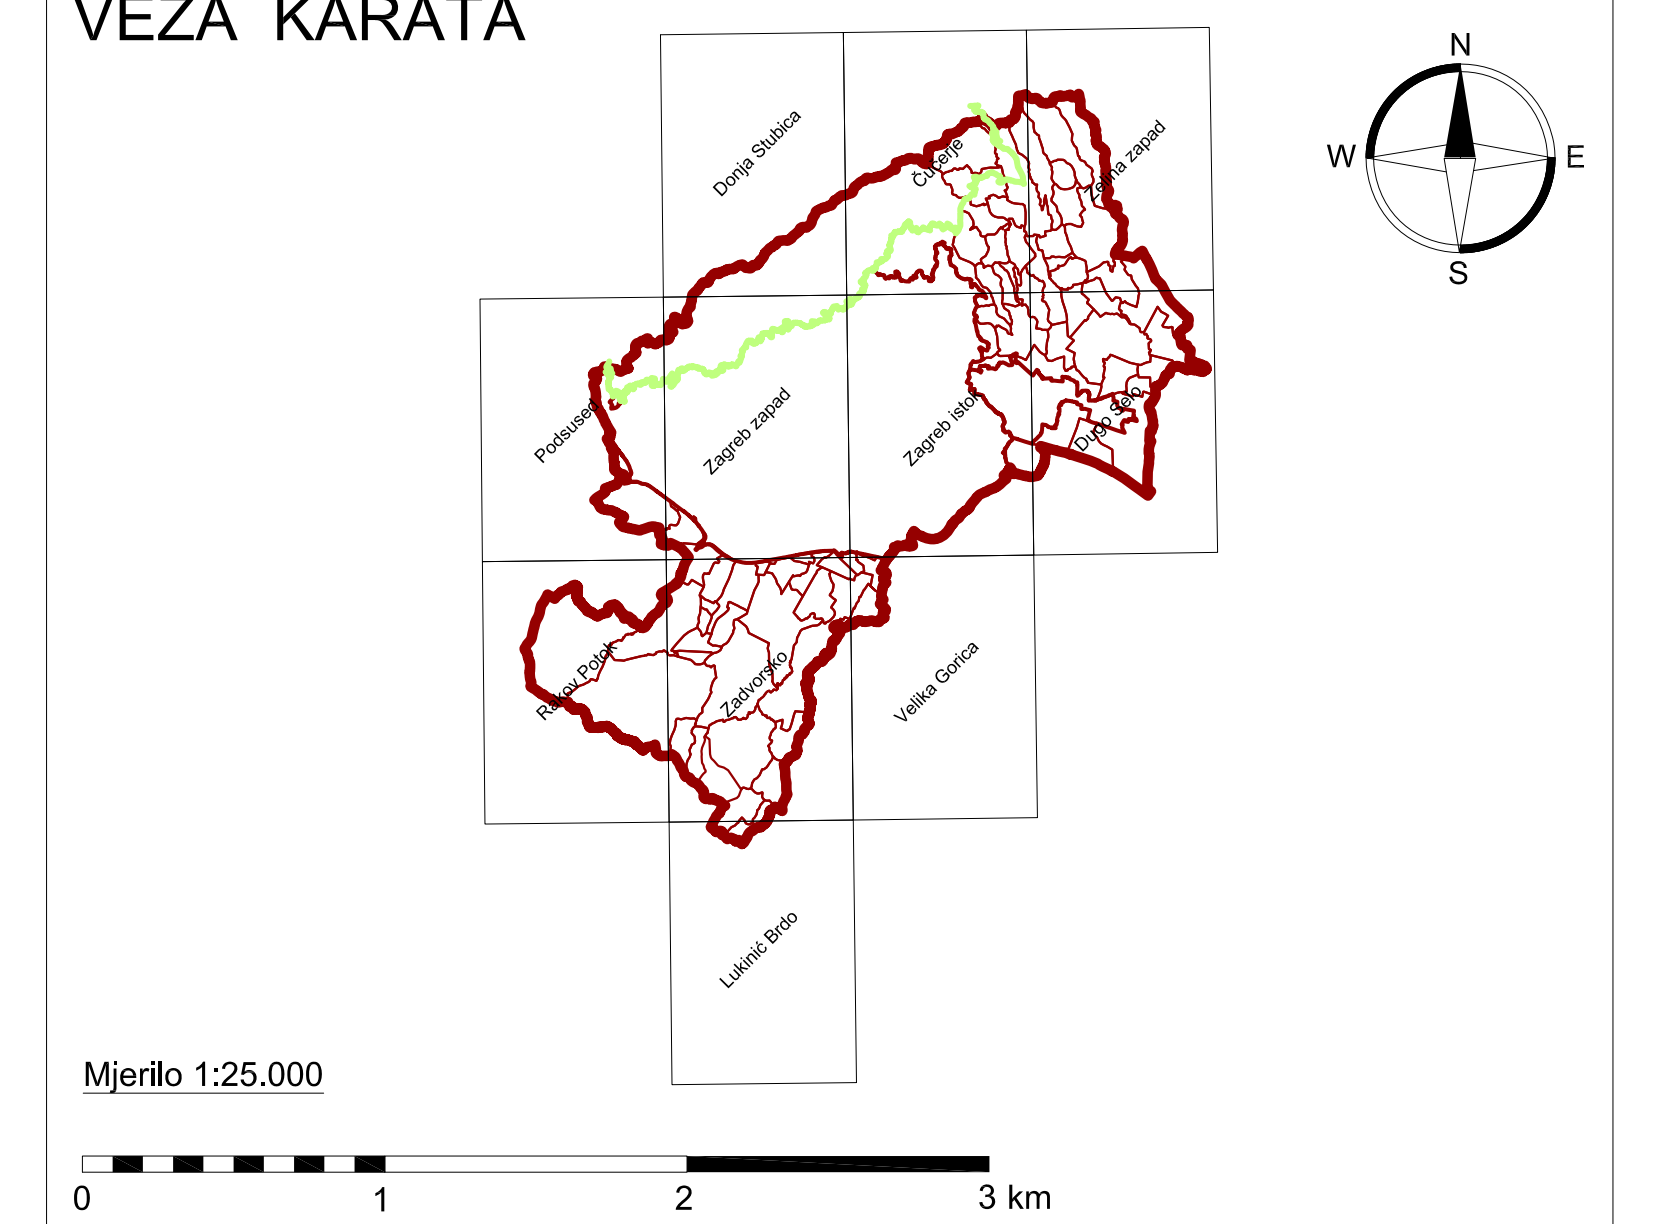 VEZA KARATA
N
W
E
S
Donja Stubica
Čučerje
Zelina zapad
Podsused
Zagreb zapad
Zagreb istok
Dugo Selo
Rakov Potok
Zadvorsko
Velika Gorica
Lukinić Brdo
Mjerilo 1:25.000
0 1 2 3 km